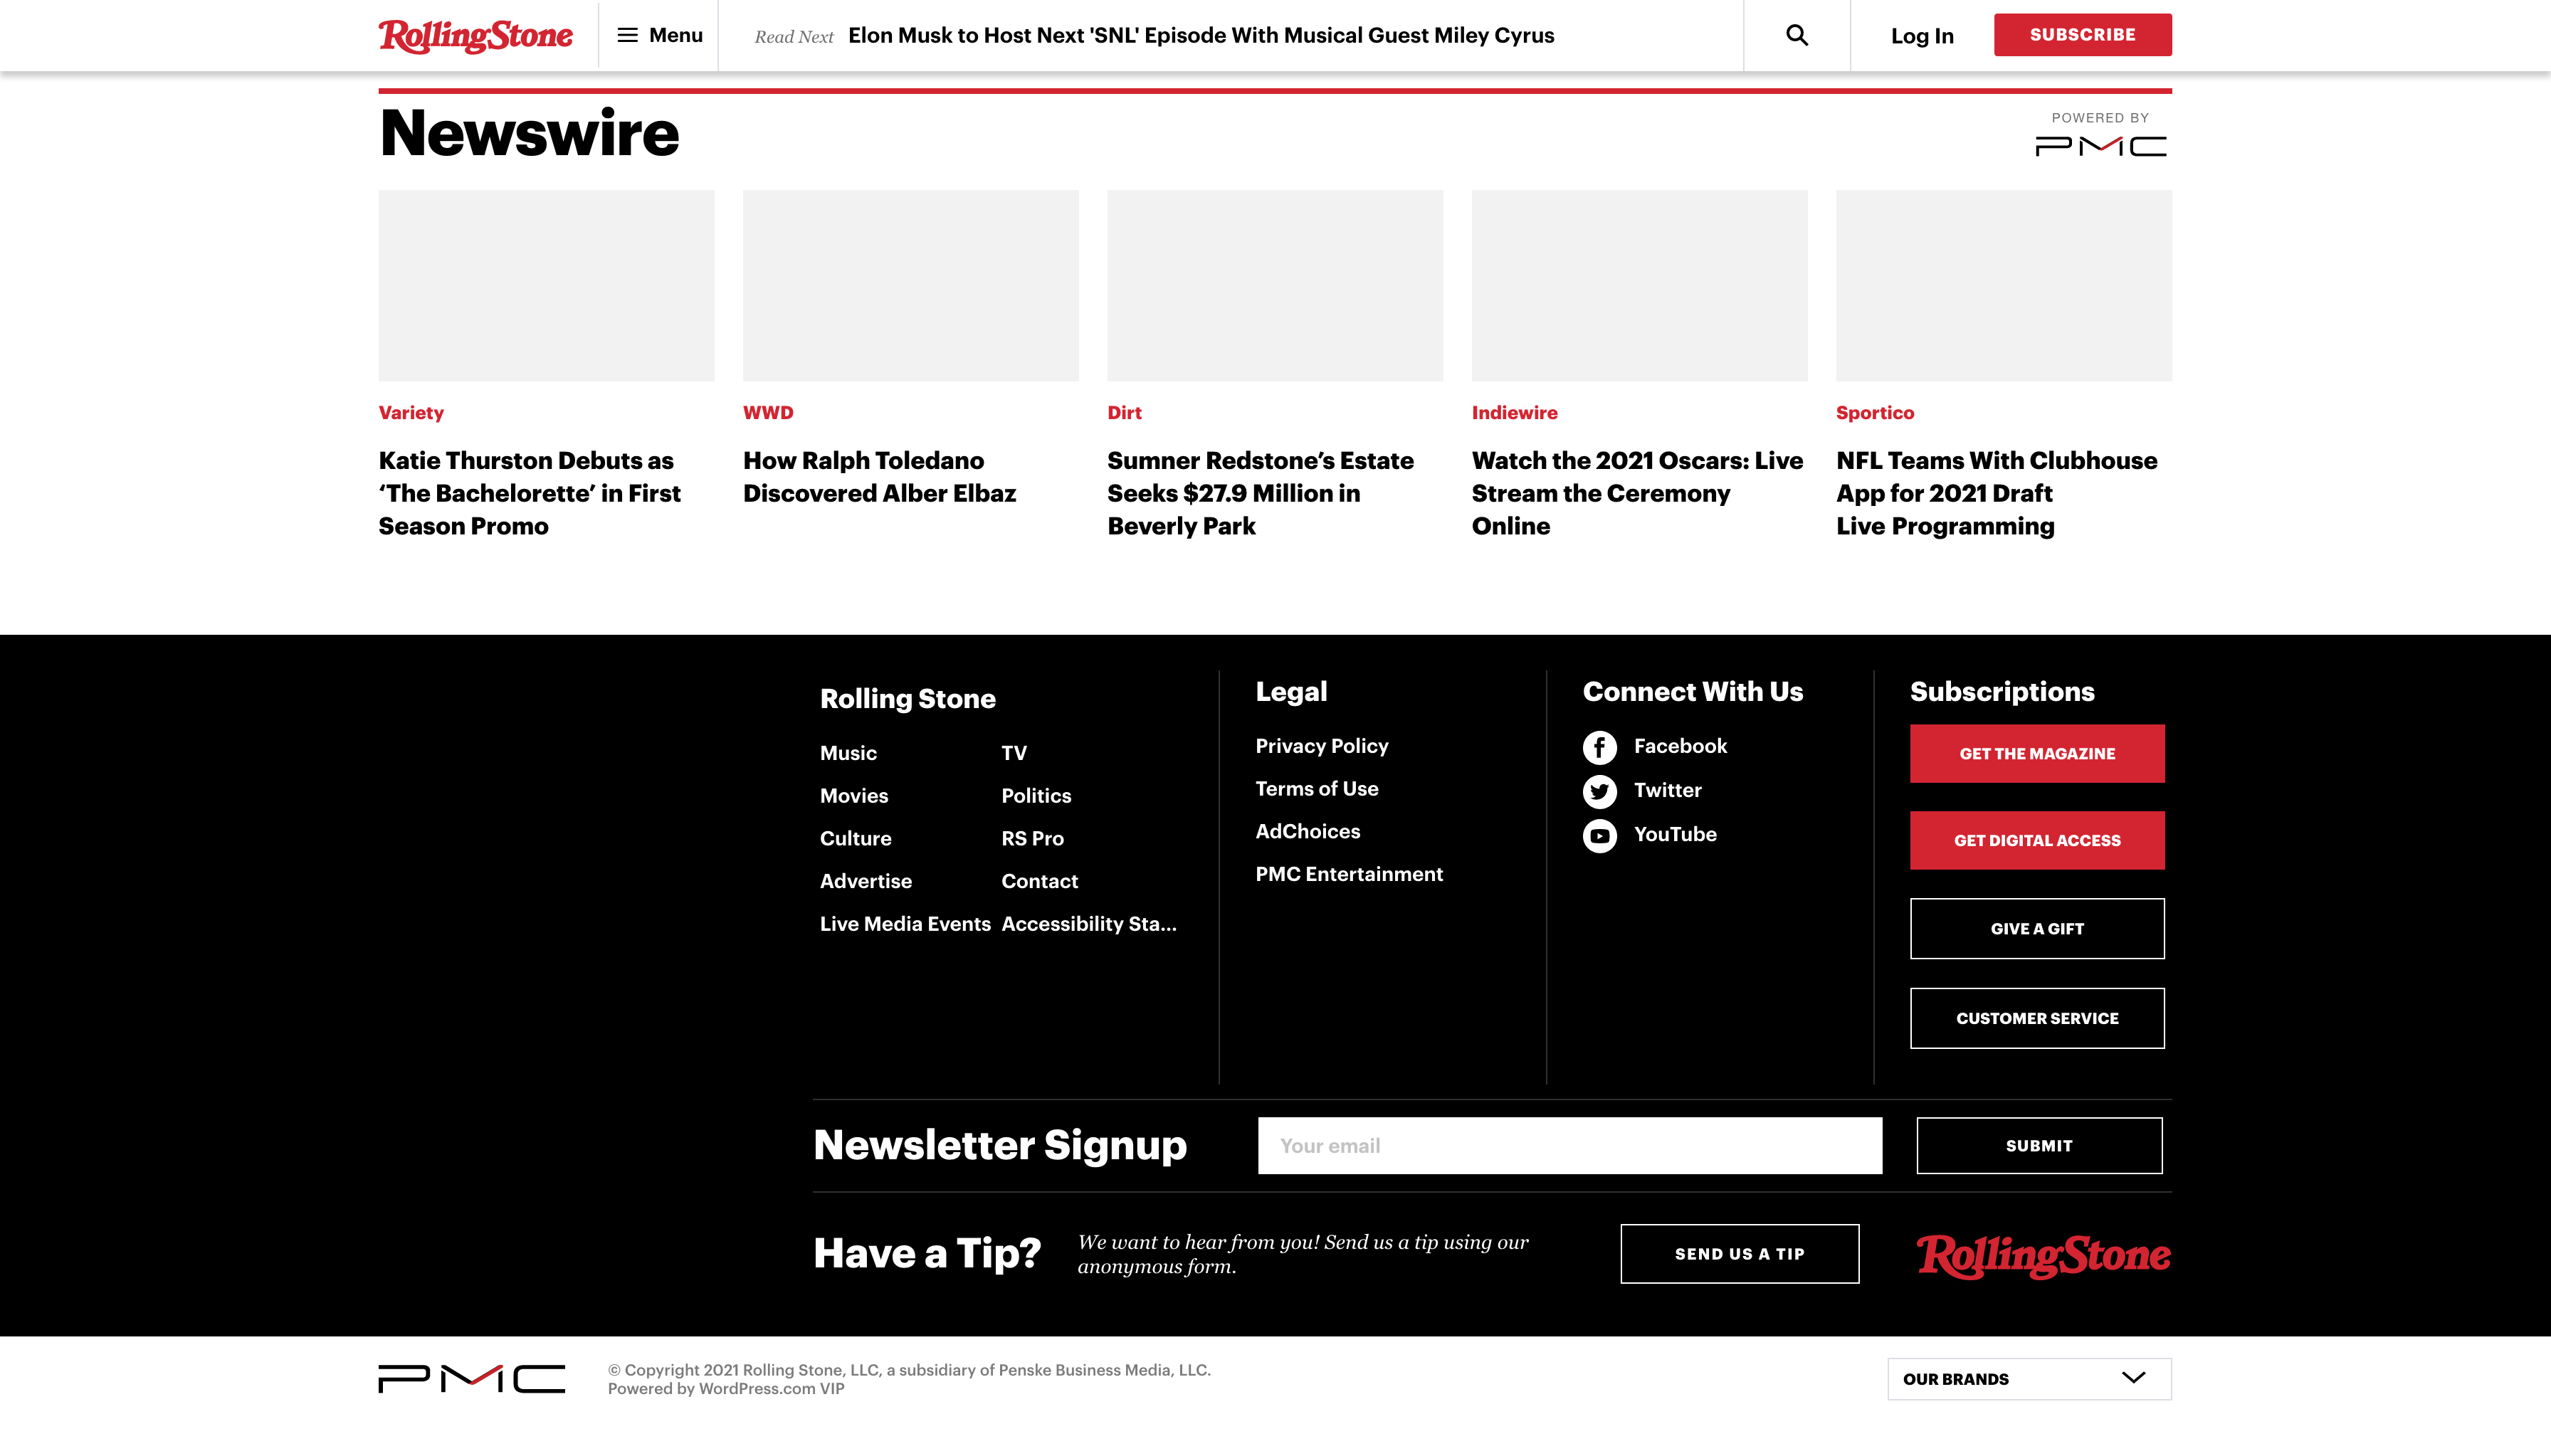 RollingStone
Menu
Read Next Elon Musk to Host Next 'SNL' Episode With Musical Guest Miley Cyrus
Log In
SUBSCRIBE
Newswire
POWERED BY
PMC
Variety
Katie Thurston Debuts as
‘The Bachelorette’ in First
Season Promo
WWD
How Ralph Toledano
Discovered Alber Elbaz
Dirt
Sumner Redstone’s Estate
Seeks $27.9 Million in
Beverly Park
Indiewire
Watch the 2021 Oscars: Live
Stream the Ceremony
Online
Sportico
NFL Teams With Clubhouse
App for 2021 Draft
Live Programming
Rolling Stone
Music
Movies
Culture
Advertise
Live Media Events
TV
Politics
RS Pro
Contact
Accessibility Sta...
Legal
Privacy Policy
Terms of Use
AdChoices
PMC Entertainment
Connect With Us
Facebook
Twitter
YouTube
Subscriptions
GET THE MAGAZINE
GET DIGITAL ACCESS
GIVE A GIFT
CUSTOMER SERVICE
Newsletter Signup
Your email
SUBMIT
Have a Tip?
We want to hear from you! Send us a tip using our
anonymous form.
SEND US A TIP
RollingStone
PMC
© Copyright 2021 Rolling Stone, LLC, a subsidiary of Penske Business Media, LLC.
Powered by WordPress.com VIP
OUR BRANDS